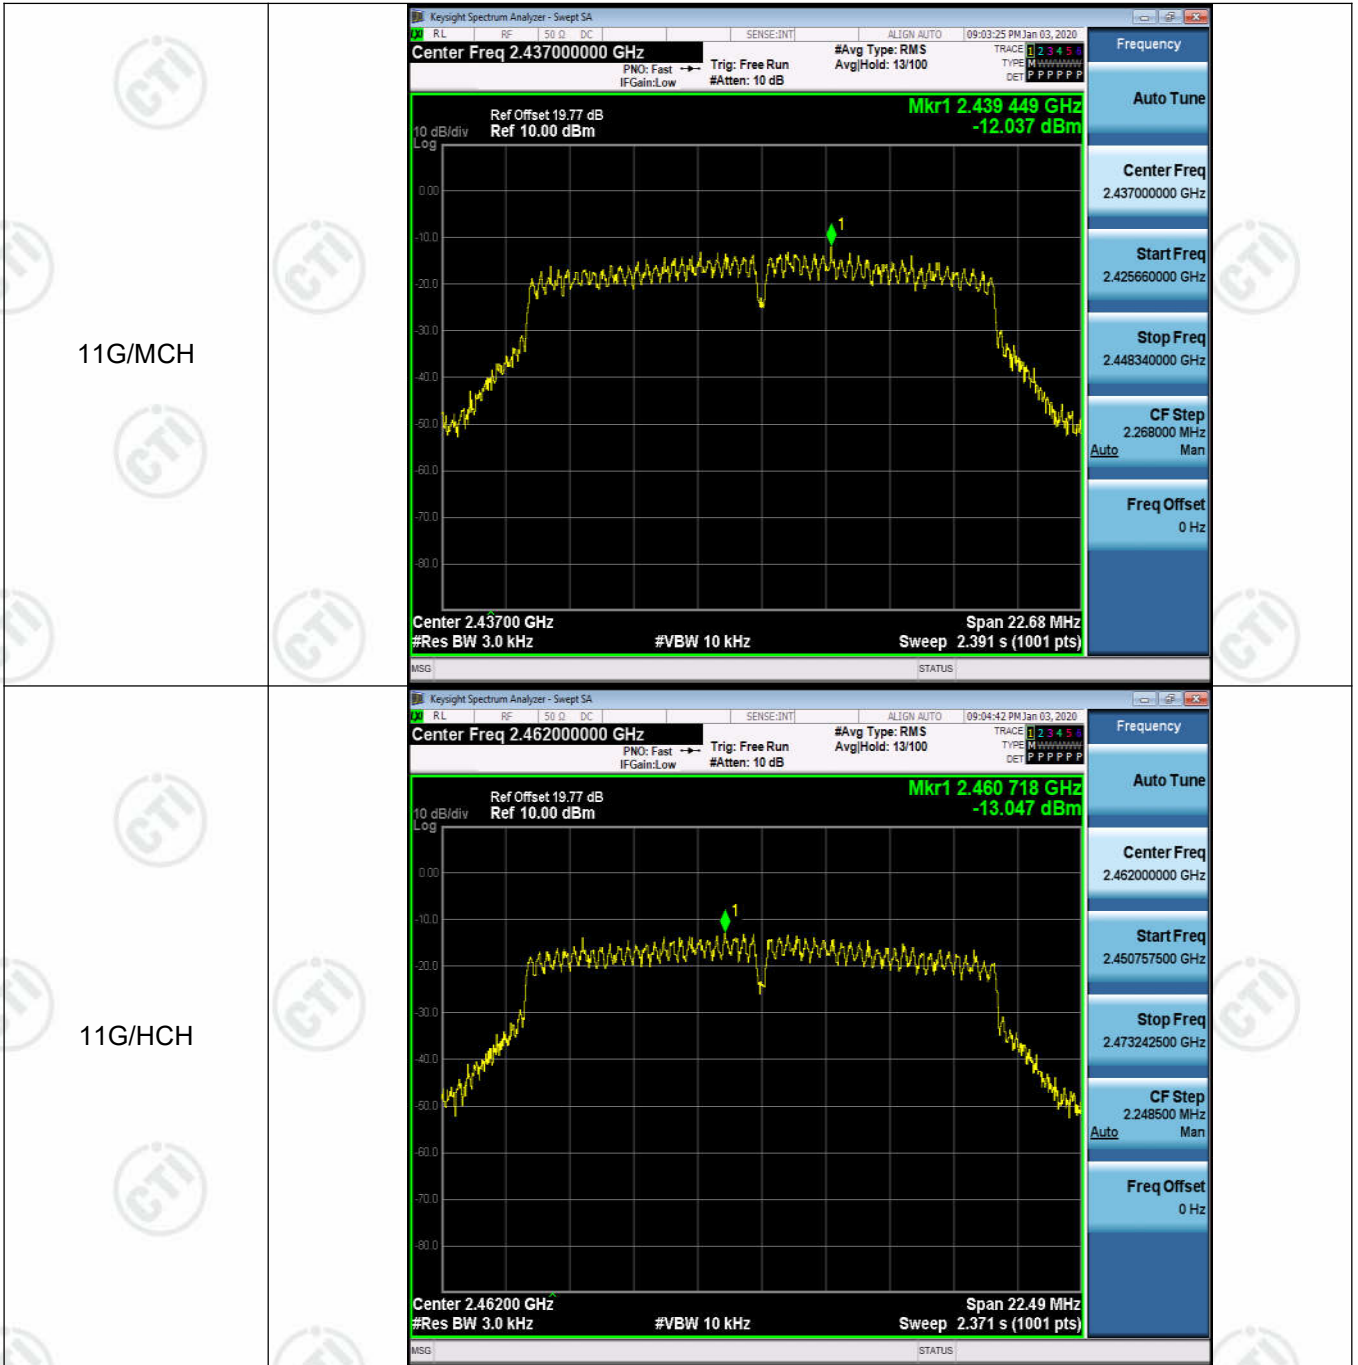 11G/MCH
Keysight Spectrum Analyzer - Swept SA
RL RF 50 Ω DC SENSE:INT ALIGN AUTO 09:03:25 PM Jan 03, 2020
Center Freq 2.437000000 GHz
PNO: Fast
IFGain:Low
Trig: Free Run
#Atten: 10 dB
#Avg Type: RMS
Avg|Hold: 13/100
TRACE 1 2 3 4 5 6
TYPE M WWWWW
DET P P P P P P
Mkr1 2.439 449 GHz
-12.037 dBm
Ref Offset 19.77 dB
10 dB/div Ref 10.00 dBm
Log
0.00
-10.0
-20.0
-30.0
-40.0
-50.0
-60.0
-70.0
-80.0
1
Center 2.43700 GHz Span 22.68 MHz
#Res BW 3.0 kHz #VBW 10 kHz Sweep 2.391 s (1001 pts)
MSG STATUS
Frequency
Auto Tune
Center Freq
2.437000000 GHz
Start Freq
2.425660000 GHz
Stop Freq
2.448340000 GHz
CF Step
2.268000 MHz
Auto Man
Freq Offset
0 Hz
11G/HCH
Keysight Spectrum Analyzer - Swept SA
RL RF 50 Ω DC SENSE:INT ALIGN AUTO 09:04:42 PM Jan 03, 2020
Center Freq 2.462000000 GHz
PNO: Fast
IFGain:Low
Trig: Free Run
#Atten: 10 dB
#Avg Type: RMS
Avg|Hold: 13/100
TRACE 1 2 3 4 5 6
TYPE M WWWWW
DET P P P P P P
Mkr1 2.460 718 GHz
-13.047 dBm
Ref Offset 19.77 dB
10 dB/div Ref 10.00 dBm
Log
0.00
-10.0
-20.0
-30.0
-40.0
-50.0
-60.0
-70.0
-80.0
1
Center 2.46200 GHz Span 22.49 MHz
#Res BW 3.0 kHz #VBW 10 kHz Sweep 2.371 s (1001 pts)
MSG STATUS
Frequency
Auto Tune
Center Freq
2.462000000 GHz
Start Freq
2.450757500 GHz
Stop Freq
2.473242500 GHz
CF Step
2.248500 MHz
Auto Man
Freq Offset
0 Hz
CTI